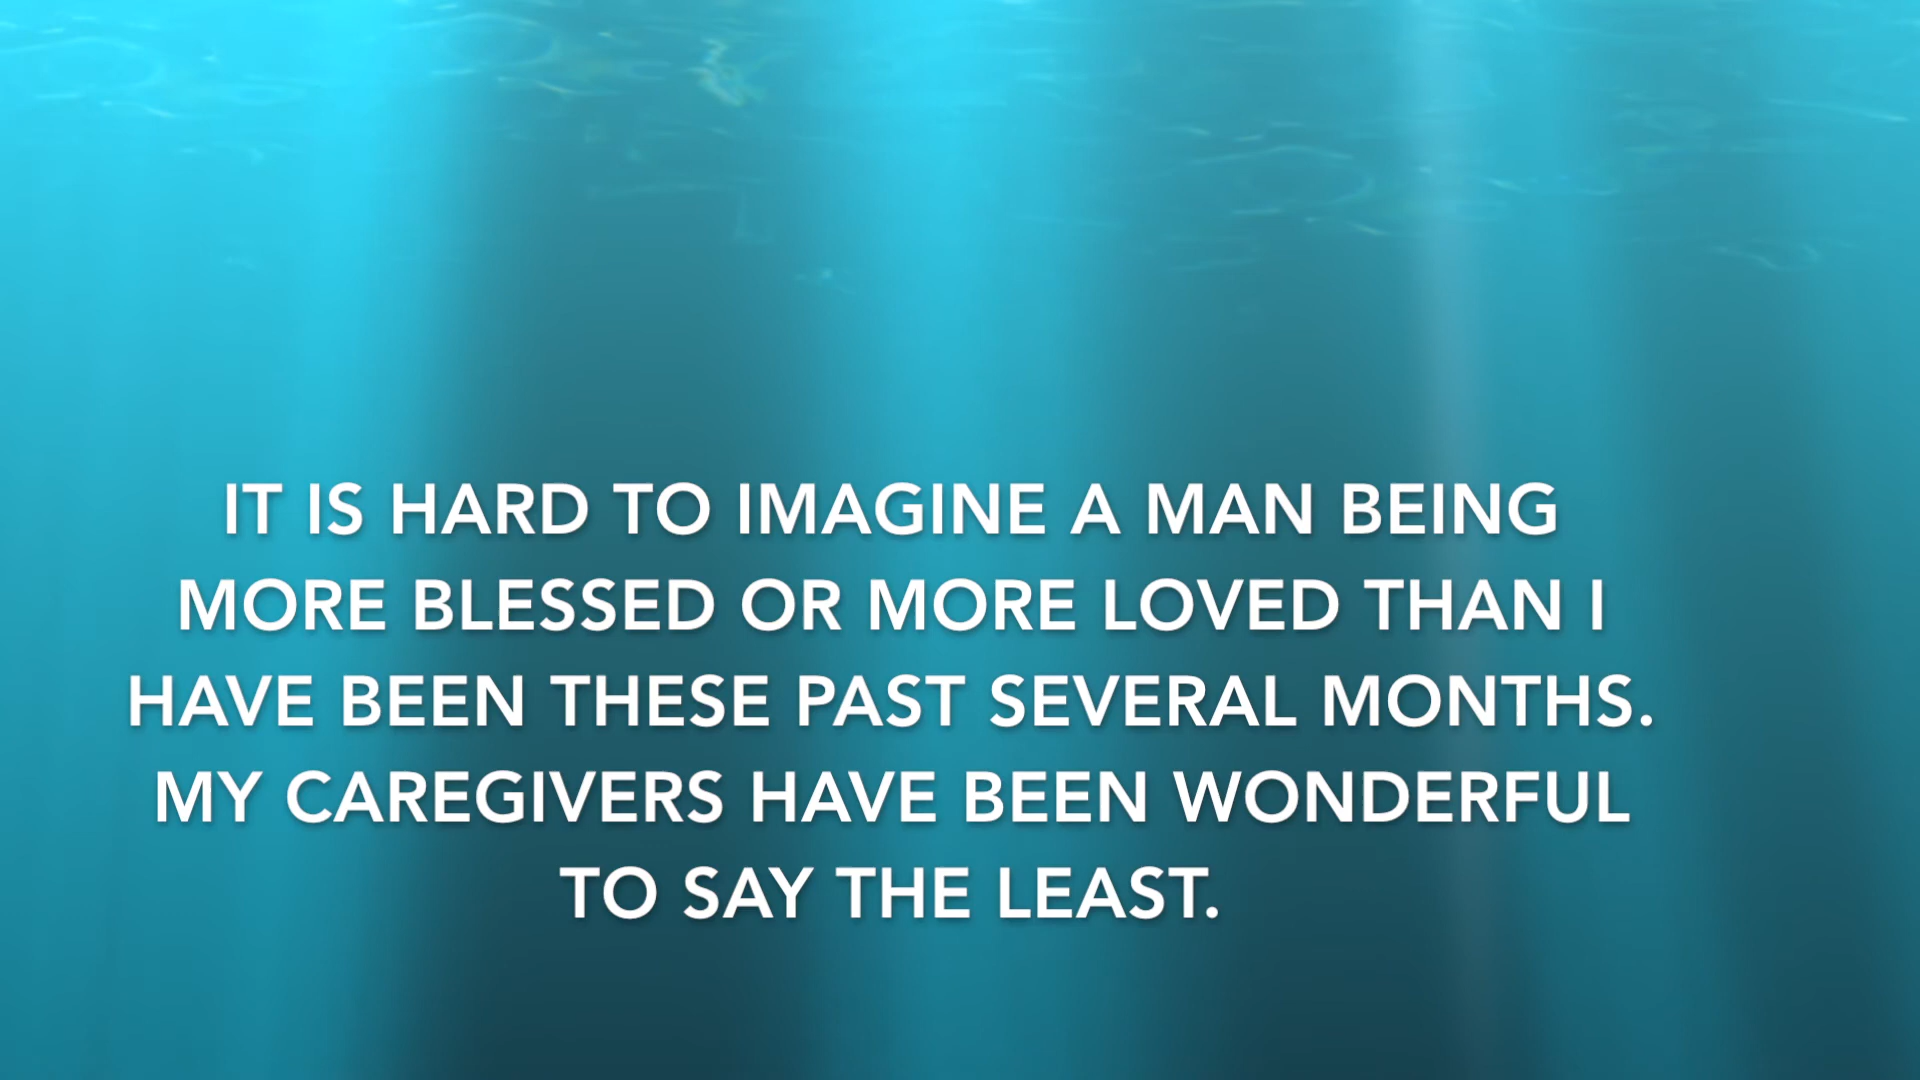 IT IS HARD TO IMAGINE A MAN BEING
MORE BLESSED OR MORE LOVED THAN I
HAVE BEEN THESE PAST SEVERAL MONTHS.
MY CAREGIVERS HAVE BEEN WONDERFUL
TO SAY THE LEAST.